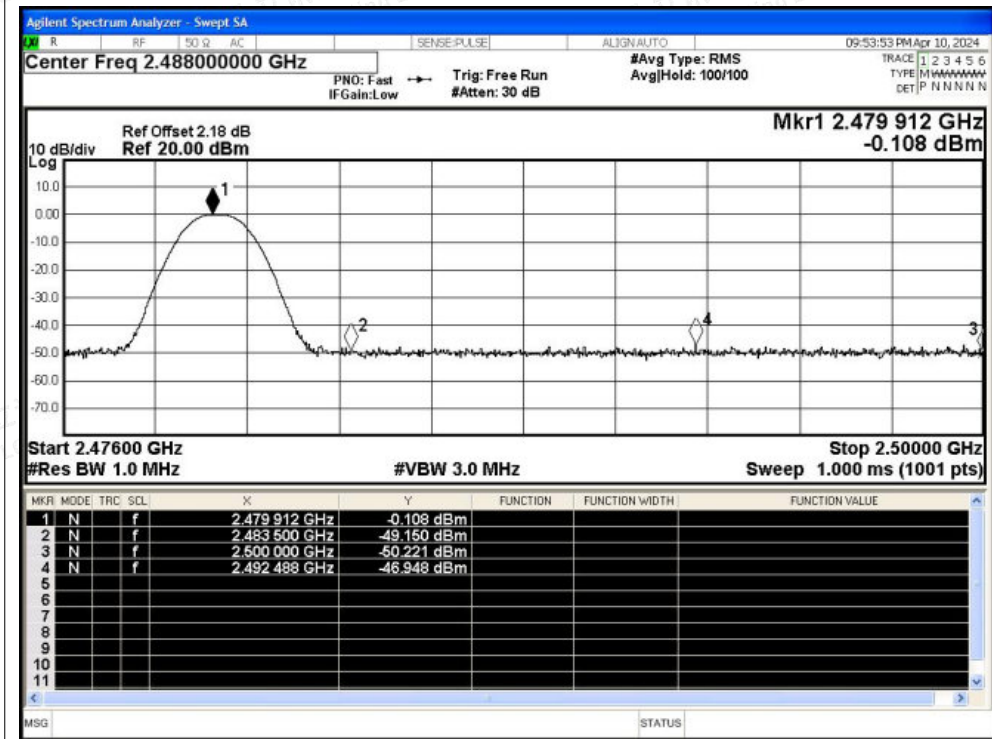 Agilent Spectrum Analyzer - Swept SA
LXI R RF 50 Ω AC SENSE:PULSE ALIGN AUTO 09:53:53 PM Apr 10, 2024
Center Freq 2.488000000 GHz
#Avg Type: RMS
Avg|Hold: 100/100
TRACE 1 2 3 4 5 6
TYPE M
DET P N N N N N
PNO: Fast
IFGain:Low
Trig: Free Run
#Atten: 30 dB
Mkr1 2.479 912 GHz
-0.108 dBm
Ref Offset 2.18 dB
10 dB/div Ref 20.00 dBm
Log
10.0
0.00
-10.0
-20.0
-30.0
-40.0
-50.0
-60.0
-70.0
1
2
4
3
Start 2.47600 GHz Stop 2.50000 GHz
#Res BW 1.0 MHz #VBW 3.0 MHz Sweep 1.000 ms (1001 pts)
MKR MODE TRC SCL X Y FUNCTION FUNCTION WIDTH FUNCTION VALUE
1 N f 2.479 912 GHz -0.108 dBm
2 N f 2.483 500 GHz -49.150 dBm
3 N f 2.500 000 GHz -50.221 dBm
4 N f 2.492 488 GHz -46.948 dBm
5
6
7
8
9
10
11
MSG STATUS